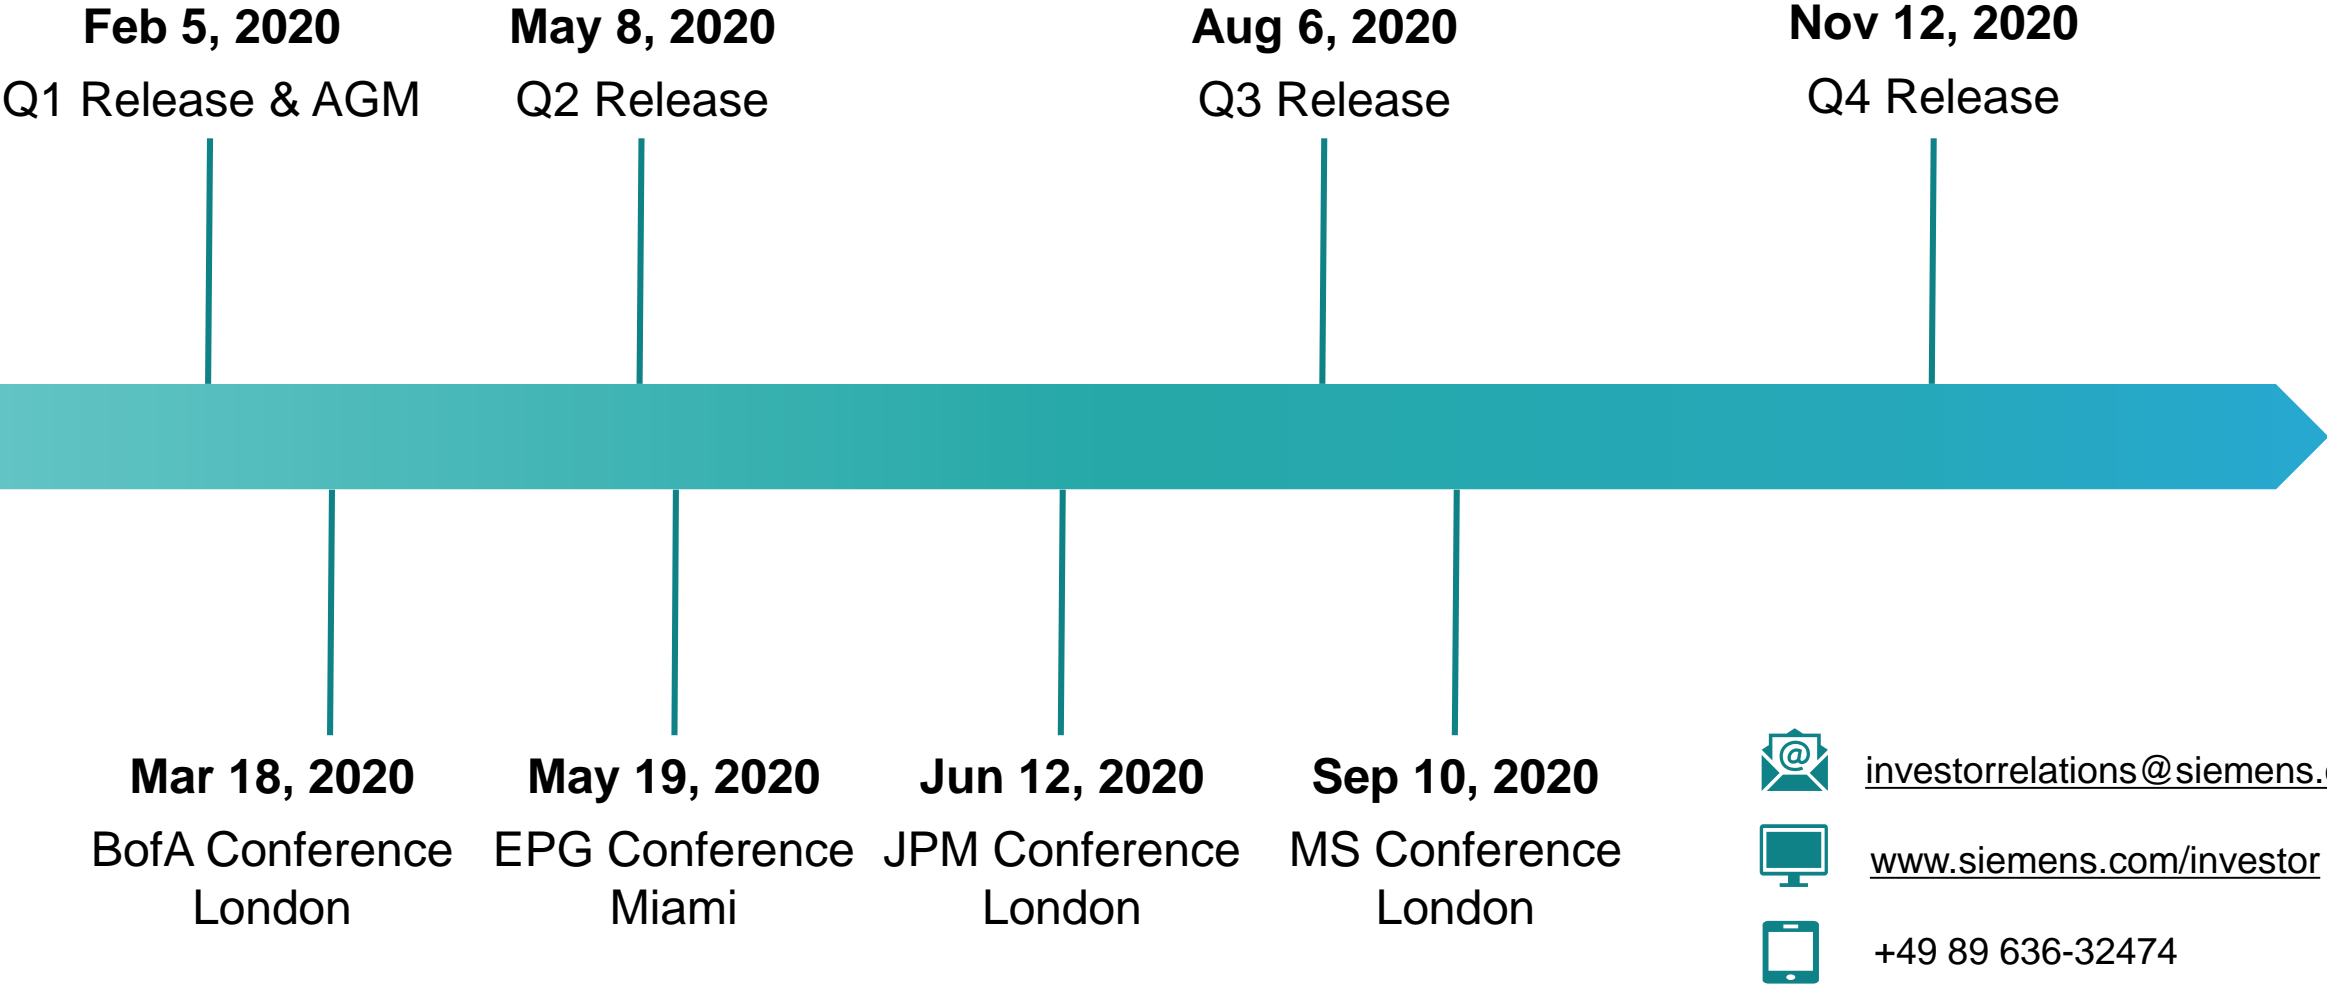 Feb 5, 2020
Q1 Release & AGM
May 8, 2020
Q2 Release
Aug 6, 2020
Q3 Release
Nov 12, 2020
Q4 Release
Mar 18, 2020
BofA Conference
London
May 19, 2020
EPG Conference
Miami
Jun 12, 2020
JPM Conference
London
Sep 10, 2020
MS Conference
London
investorrelations@siemens.
www.siemens.com/investor
+49 89 636-32474